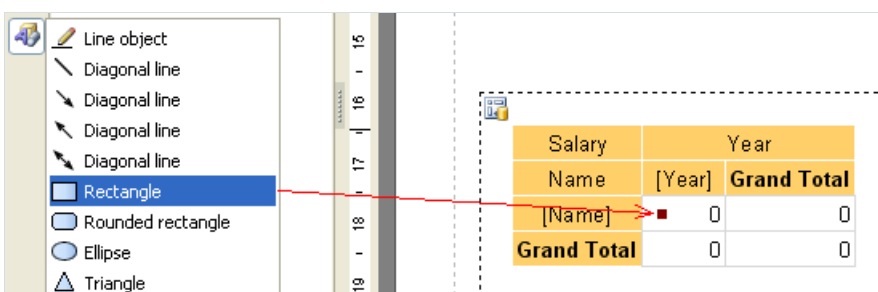 Line object
Diagonal line
Diagonal line
Diagonal line
Diagonal line
Rectangle
Rounded rectangle
Ellipse
Triangle
15
16
17
18
19
Salary Year
Name [Year] Grand Total
[Name] 0 0
Grand Total 0 0